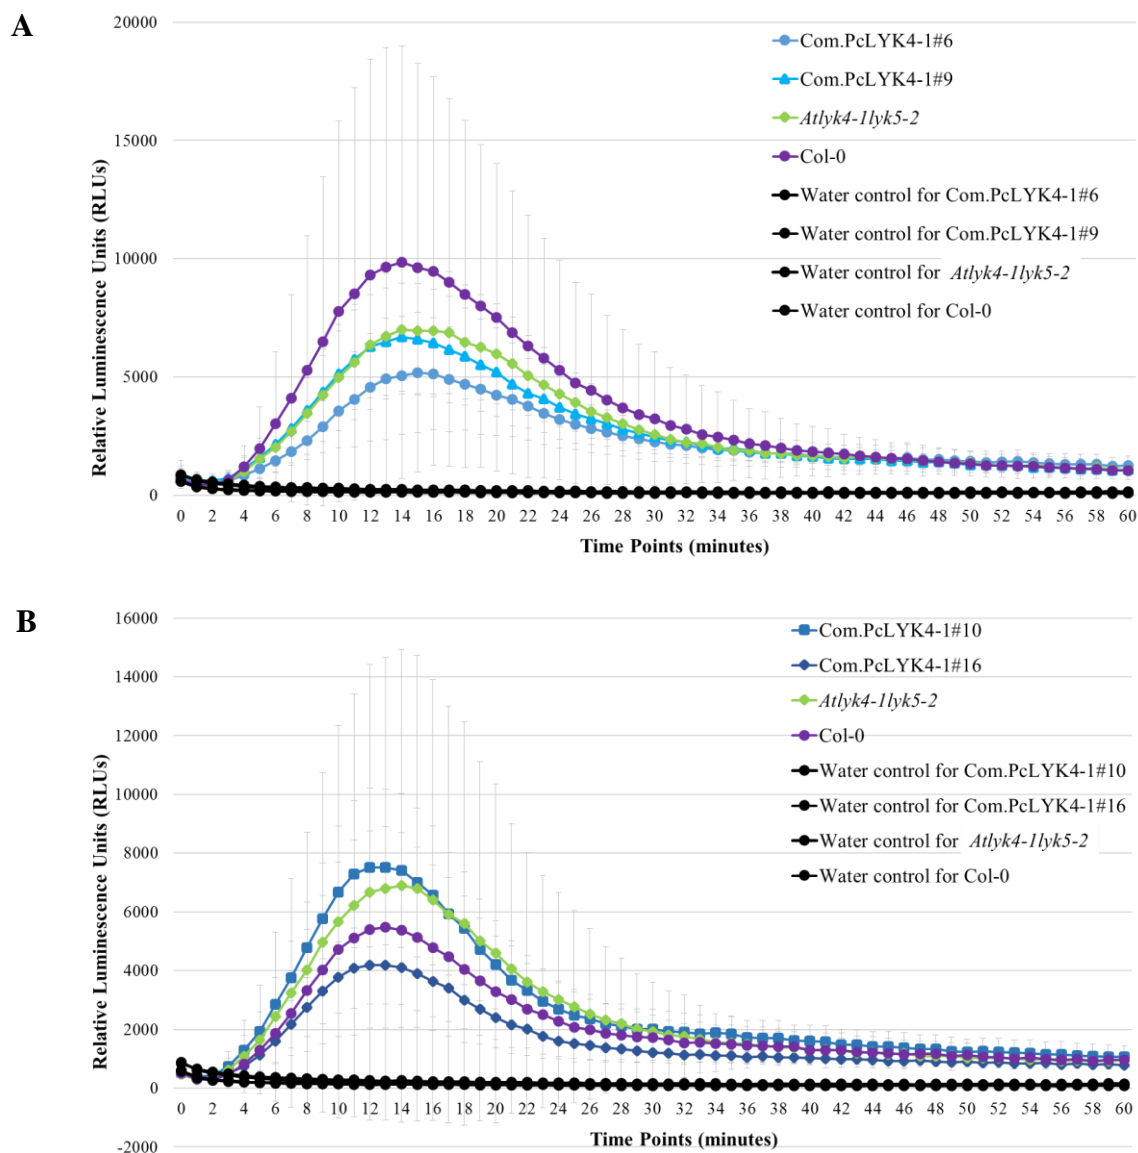 A
20000
15000
10000
5000
0
Relative Luminescence Units (RLUs)
Com.PcLYK4-1#6
Com.PcLYK4-1#9
Atlyk4-1lyk5-2
Col-0
Water control for Com.PcLYK4-1#6
Water control for Com.PcLYK4-1#9
Water control for Atlyk4-1lyk5-2
Water control for Col-0
0 2 4 6 8 10 12 14 16 18 20 22 24 26 28 30 32 34 36 38 40 42 44 46 48 50 52 54 56 58 60
Time Points (minutes)
B
16000
14000
12000
10000
8000
6000
4000
2000
0
-2000
Relative Luminescence Units (RLUs)
Com.PcLYK4-1#10
Com.PcLYK4-1#16
Atlyk4-1lyk5-2
Col-0
Water control for Com.PcLYK4-1#10
Water control for Com.PcLYK4-1#16
Water control for Atlyk4-1lyk5-2
Water control for Col-0
0 2 4 6 8 10 12 14 16 18 20 22 24 26 28 30 32 34 36 38 40 42 44 46 48 50 52 54 56 58 60
Time Points (minutes)